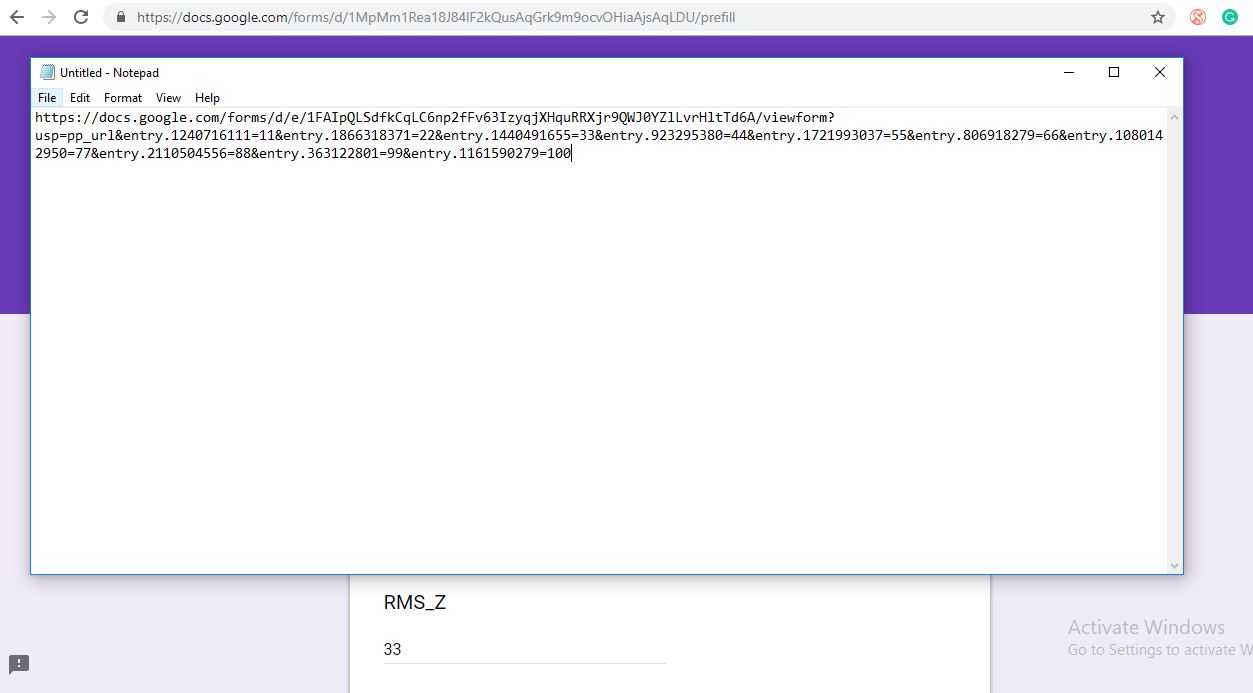 https://docs.google.com/forms/d/1MpMm1Rea18J84lF2kQusAqGrk9m9ocvOHiaAjsAqLDU/prefill
Untitled - Notepad
File Edit Format View Help
https://docs.google.com/forms/d/e/1FAIpQLSdfkCqLC6np2fFv63IzyqjXHquRRXjr9QWJ0YZlLvrHltTd6A/viewform?
usp=pp_url&entry.1240716111=11&entry.1866318371=22&entry.1440491655=33&entry.923295380=44&entry.1721993037=55&entry.806918279=66&entry.108014
2950=77&entry.2110504556=88&entry.363122801=99&entry.1161590279=100
RMS_Z
33
Activate Windows
Go to Settings to activate W